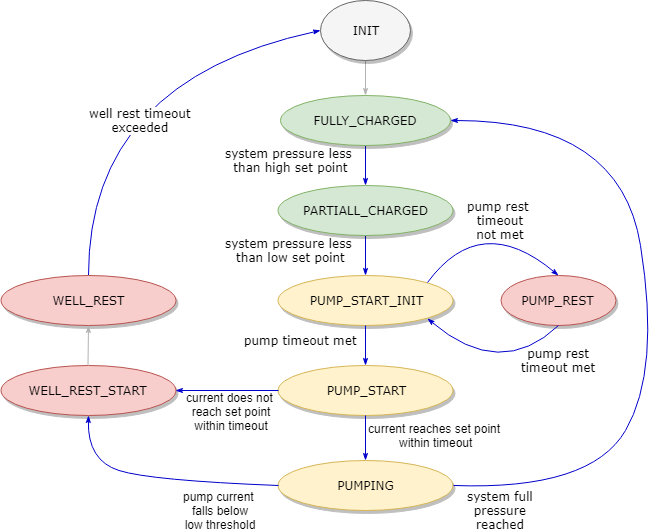 INIT
well rest timeout
exceeded
FULLY_CHARGED
system pressure less
than high set point
PARTIALL_CHARGED
pump rest
timeout
not met
system pressure less
than low set point
WELL_REST
PUMP_START_INIT
PUMP_REST
pump timeout met
pump rest
timeout met
WELL_REST_START
PUMP_START
current does not
reach set point
within timeout
current reaches set point
within timeout
PUMPING
pump current
falls below
low threshold
system full
pressure
reached